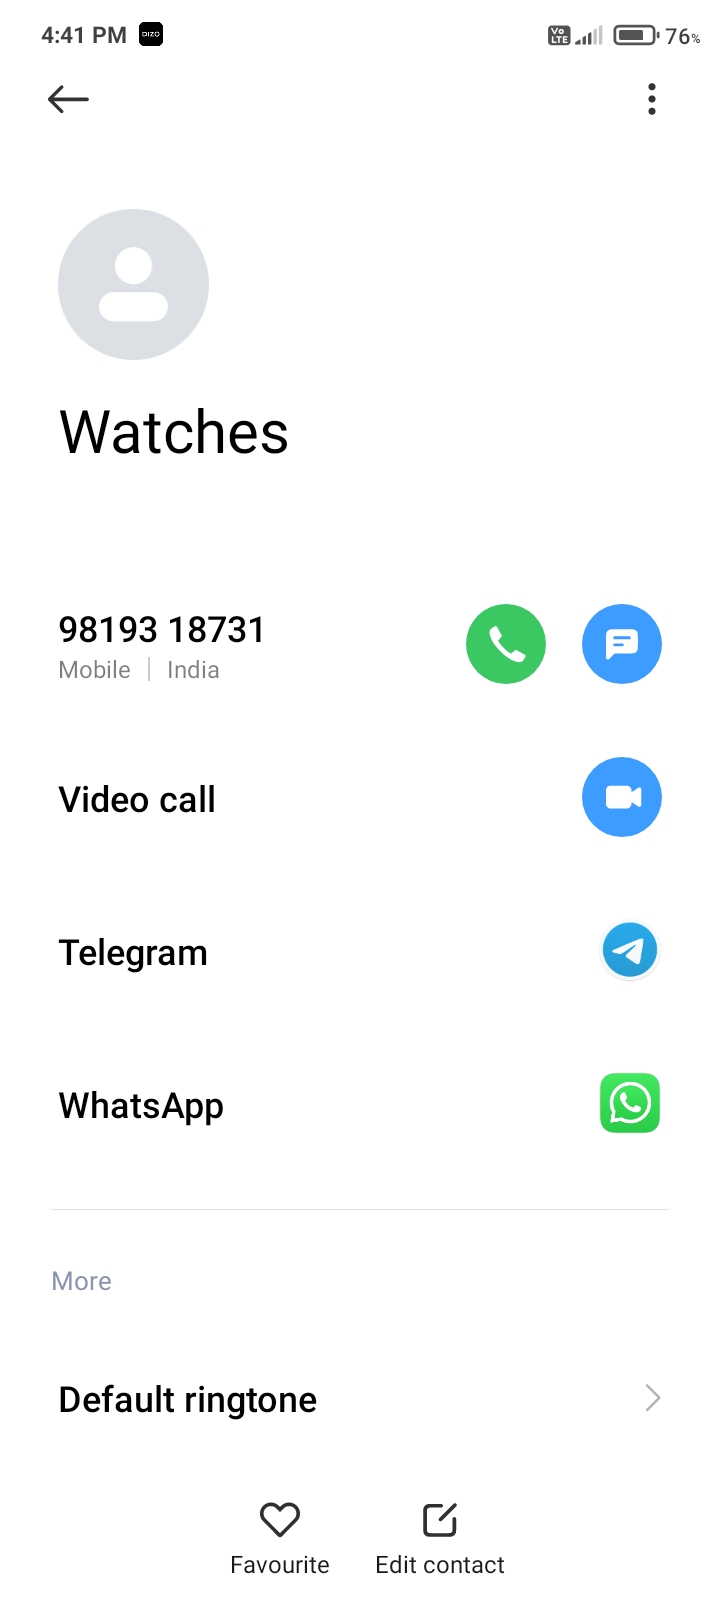 4:41 PM DIZO Vo LTE 76%
Watches
98193 18731
Mobile | India
Video call
Telegram
WhatsApp
More
Default ringtone
Favourite Edit contact